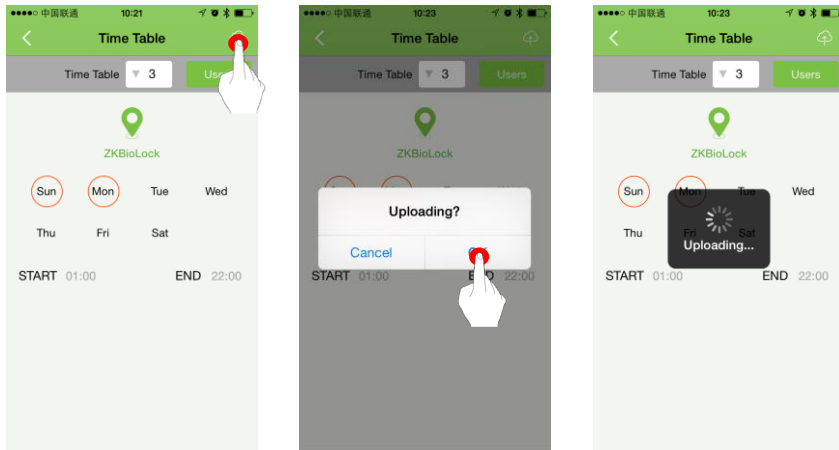 中国联通 10:21
Time Table
Time Table 3
ZKBioLock
Sun Mon Tue Wed
Thu Fri Sat
START 01:00 END 22:00
中国联通 10:23
Time Table
Time Table 3 Users
ZKBioLock
Uploading?
Cancel
START 01:00 22:00
中国联通 10:23
Time Table
Time Table 3 Users
ZKBioLock
Sun Mon Tue Wed
Thu Fri Sat
Uploading...
START 01:00 END 22:00